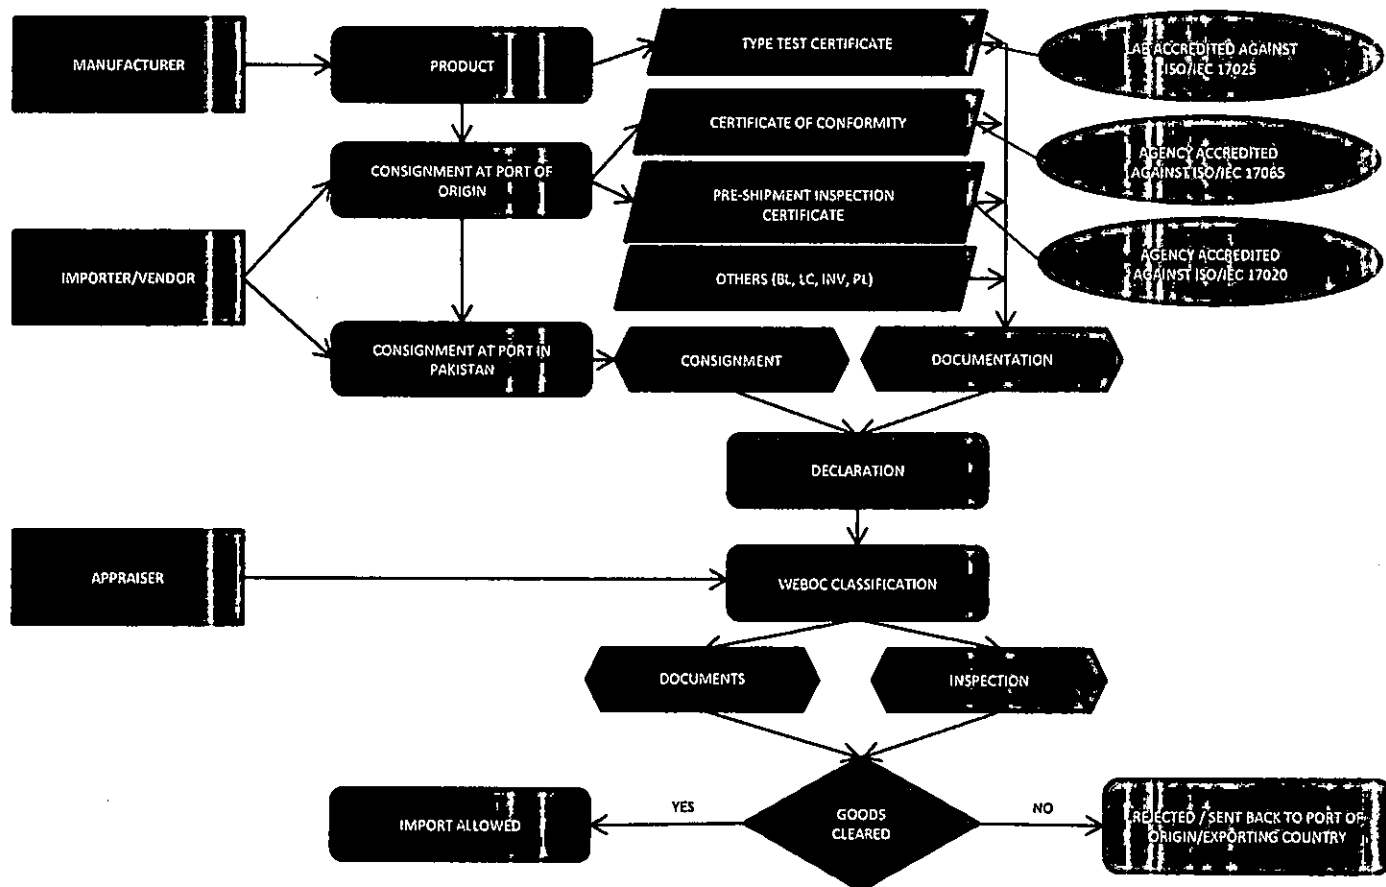 MANUFACTURER
PRODUCT
TYPE TEST CERTIFICATE
LAB ACCREDITED AGAINST
ISO/IEC 17025
CERTIFICATE OF CONFORMITY
AGENCY ACCREDITED
AGAINST ISO/IEC 17065
CONSIGNMENT AT PORT OF
ORIGIN
PRE-SHIPMENT INSPECTION
CERTIFICATE
AGENCY ACCREDITED
AGAINST ISO/IEC 17020
IMPORTER/VENDOR
OTHERS (BL, LC, INV, PL)
CONSIGNMENT AT PORT IN
PAKISTAN
CONSIGNMENT
DOCUMENTATION
DECLARATION
APPRAISER
WEBOC CLASSIFICATION
DOCUMENTS
INSPECTION
GOODS
CLEARED
YES
NO
IMPORT ALLOWED
REJECTED / SENT BACK TO PORT OF
ORIGIN/EXPORTING COUNTRY